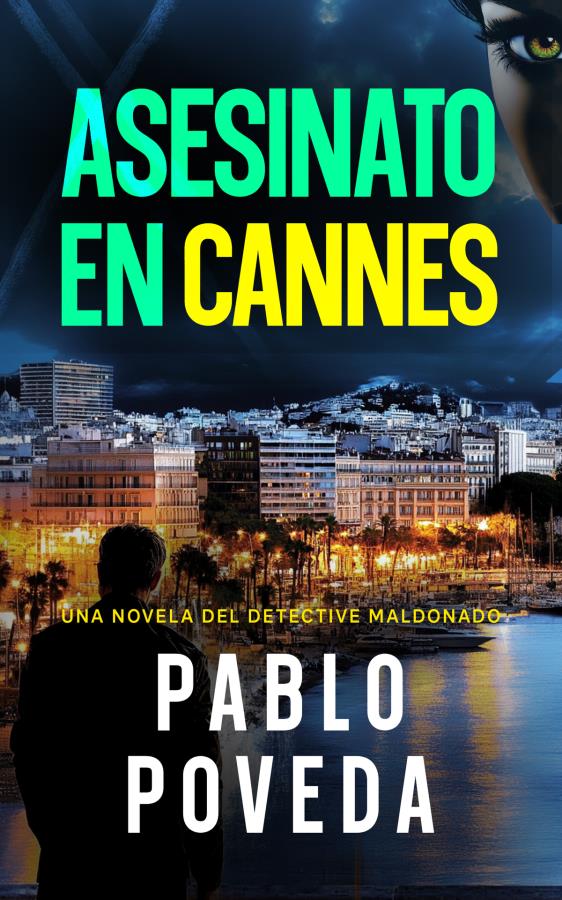 ASESINATO
EN CANNES
UNA NOVELA DEL DETECTIVE MALDONADO
PABLO
POVEDA